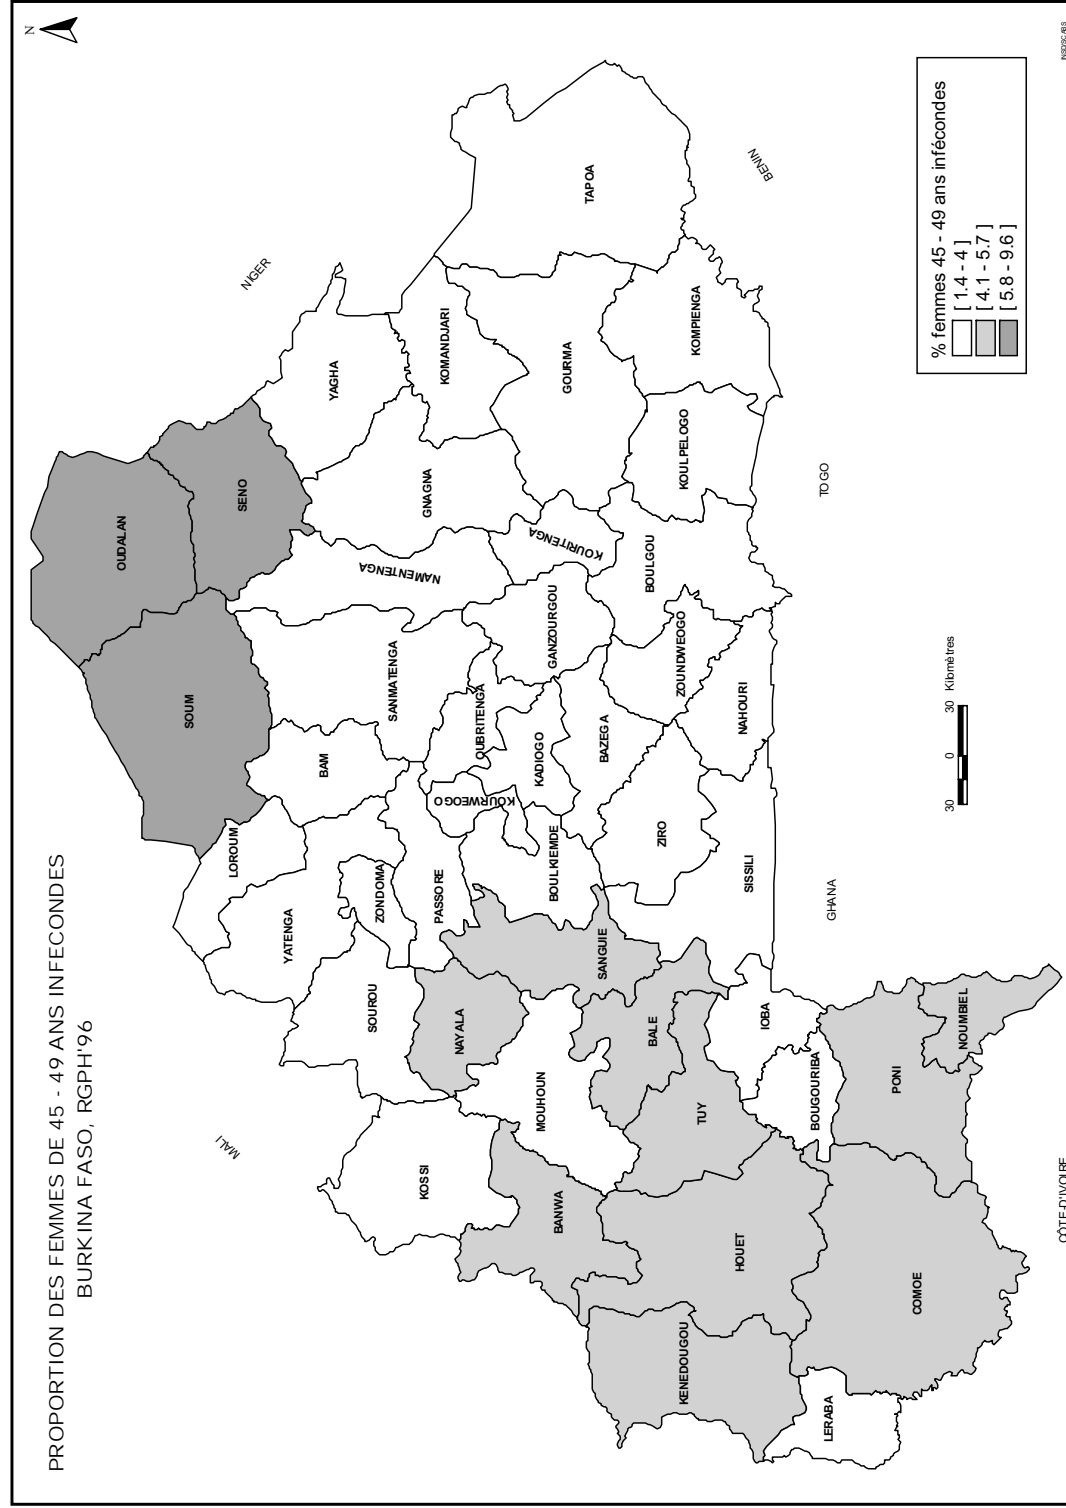 PROPORTION DES FEMMES DE 45 - 49 ANS INFECONDES
BURKINA FASO, RGPH'96
N
OUDALAN
SOUM
SENO
LOROUM
YAGHA
BAM
YATENGA
NAMENTENGA
ZONDOMA
SANMATENGA
GNAGNA
KOMANDJARI
SOUROU
PASSORE
KOURWEOGO
OUBRITENGA
KOSSI
NAYALA
KADIOGO
GANZOURGOU
KOURITENGA
GOURMA
TAPOA
BOULKIEMDE
MOUHOUN
BANWA
SANGUIE
BAZEGA
BOULGOU
BALE
ZIRO
ZOUNDWEOGO
KOULPELOGO
KOMPIENGA
TUY
HOUET
KENEDOUGOU
SISSILI
NAHOURI
IOBA
BOUGOURIBA
LERABA
COMOE
PONI
NOUMBIEL
MALI
NIGER
BENIN
TOGO
GHANA
CÔTE-D'IVOIRE
30 0 30 Kilomètres
% femmes 45 - 49 ans infécondes
[ 1.4 - 4 ]
[ 4.1 - 5.7 ]
[ 5.8 - 9.6 ]